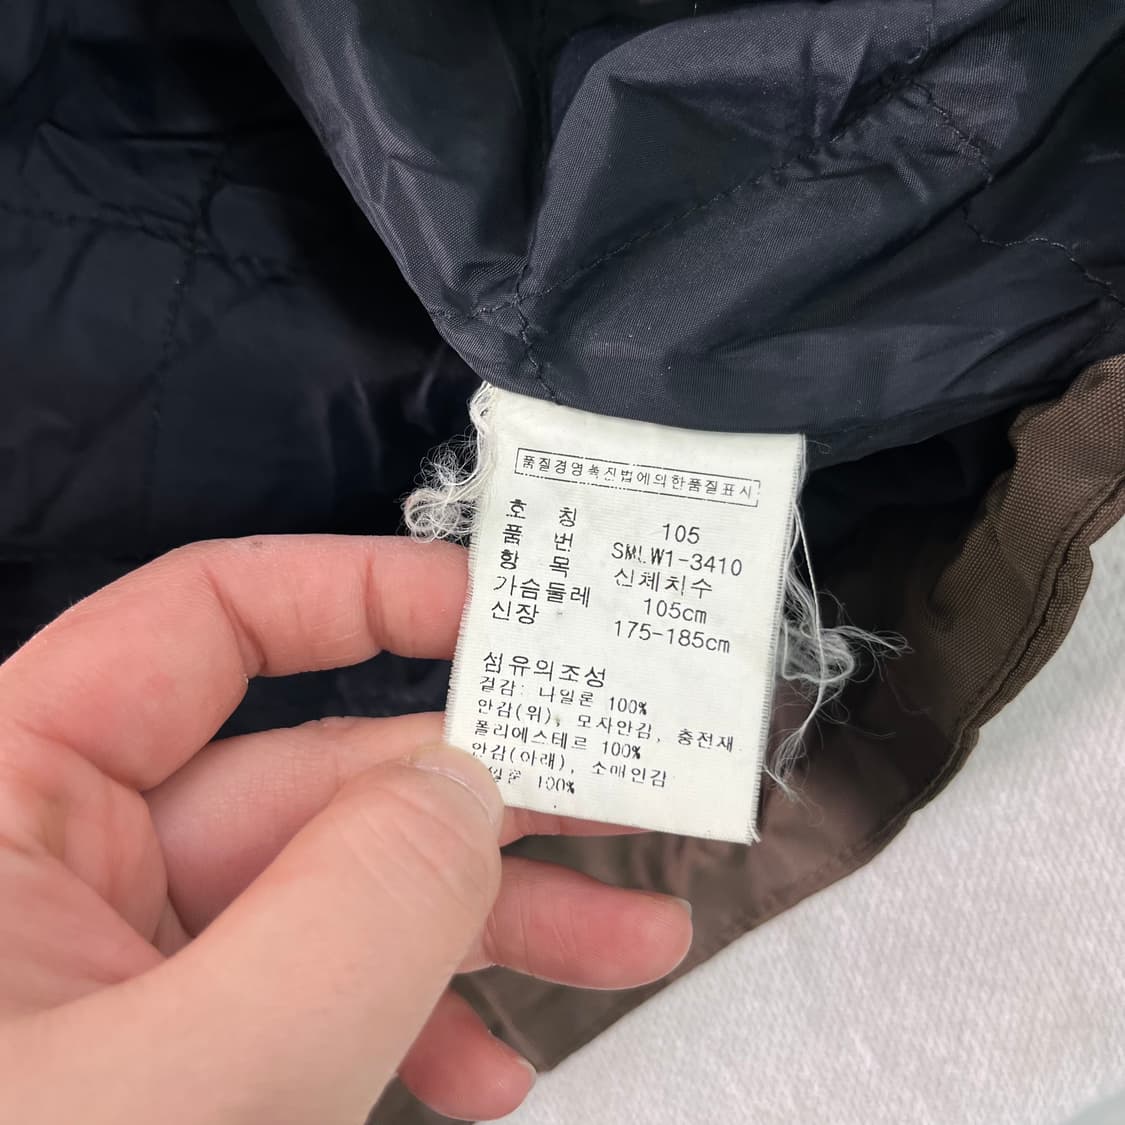 품질경영촉진법에의한품질표시
호 칭 105
품 번 SMLW1-3410
항 목 신체치수
가슴둘레 105cm
신장 175-185cm
섬유의조성
겉감: 나일론 100%
안감(위), 모자안감, 충전재
폴리에스테르 100%
안감(아래), 소매인감
100%